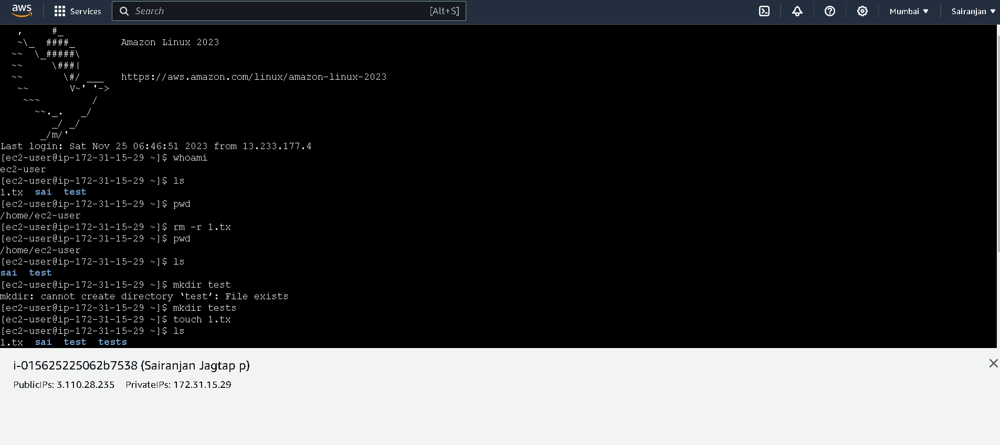 aws Services Search [Alt+S] Mumbai ▼ Sairanjan ▼
   ,     #_
   ~\_  ####_        Amazon Linux 2023
  ~~  \_#####\
  ~~     \###|
  ~~       \#/ ___   https://aws.amazon.com/linux/amazon-linux-2023
   ~~       V~' '->
    ~~~         /
      ~~._.   _/
         _/ _/
       _/m/'
Last login: Sat Nov 25 06:46:51 2023 from 13.233.177.4
[ec2-user@ip-172-31-15-29 ~]$ whoami
ec2-user
[ec2-user@ip-172-31-15-29 ~]$ ls
1.tx  sai  test
[ec2-user@ip-172-31-15-29 ~]$ pwd
/home/ec2-user
[ec2-user@ip-172-31-15-29 ~]$ rm -r 1.tx
[ec2-user@ip-172-31-15-29 ~]$ pwd
/home/ec2-user
[ec2-user@ip-172-31-15-29 ~]$ ls
sai  test
[ec2-user@ip-172-31-15-29 ~]$ mkdir test
mkdir: cannot create directory ‘test’: File exists
[ec2-user@ip-172-31-15-29 ~]$ mkdir tests
[ec2-user@ip-172-31-15-29 ~]$ touch 1.tx
[ec2-user@ip-172-31-15-29 ~]$ ls
1.tx  sai  test  tests
i-015625225062b7538 (Sairanjan Jagtap p)
PublicIPs: 3.110.28.235 PrivateIPs: 172.31.15.29